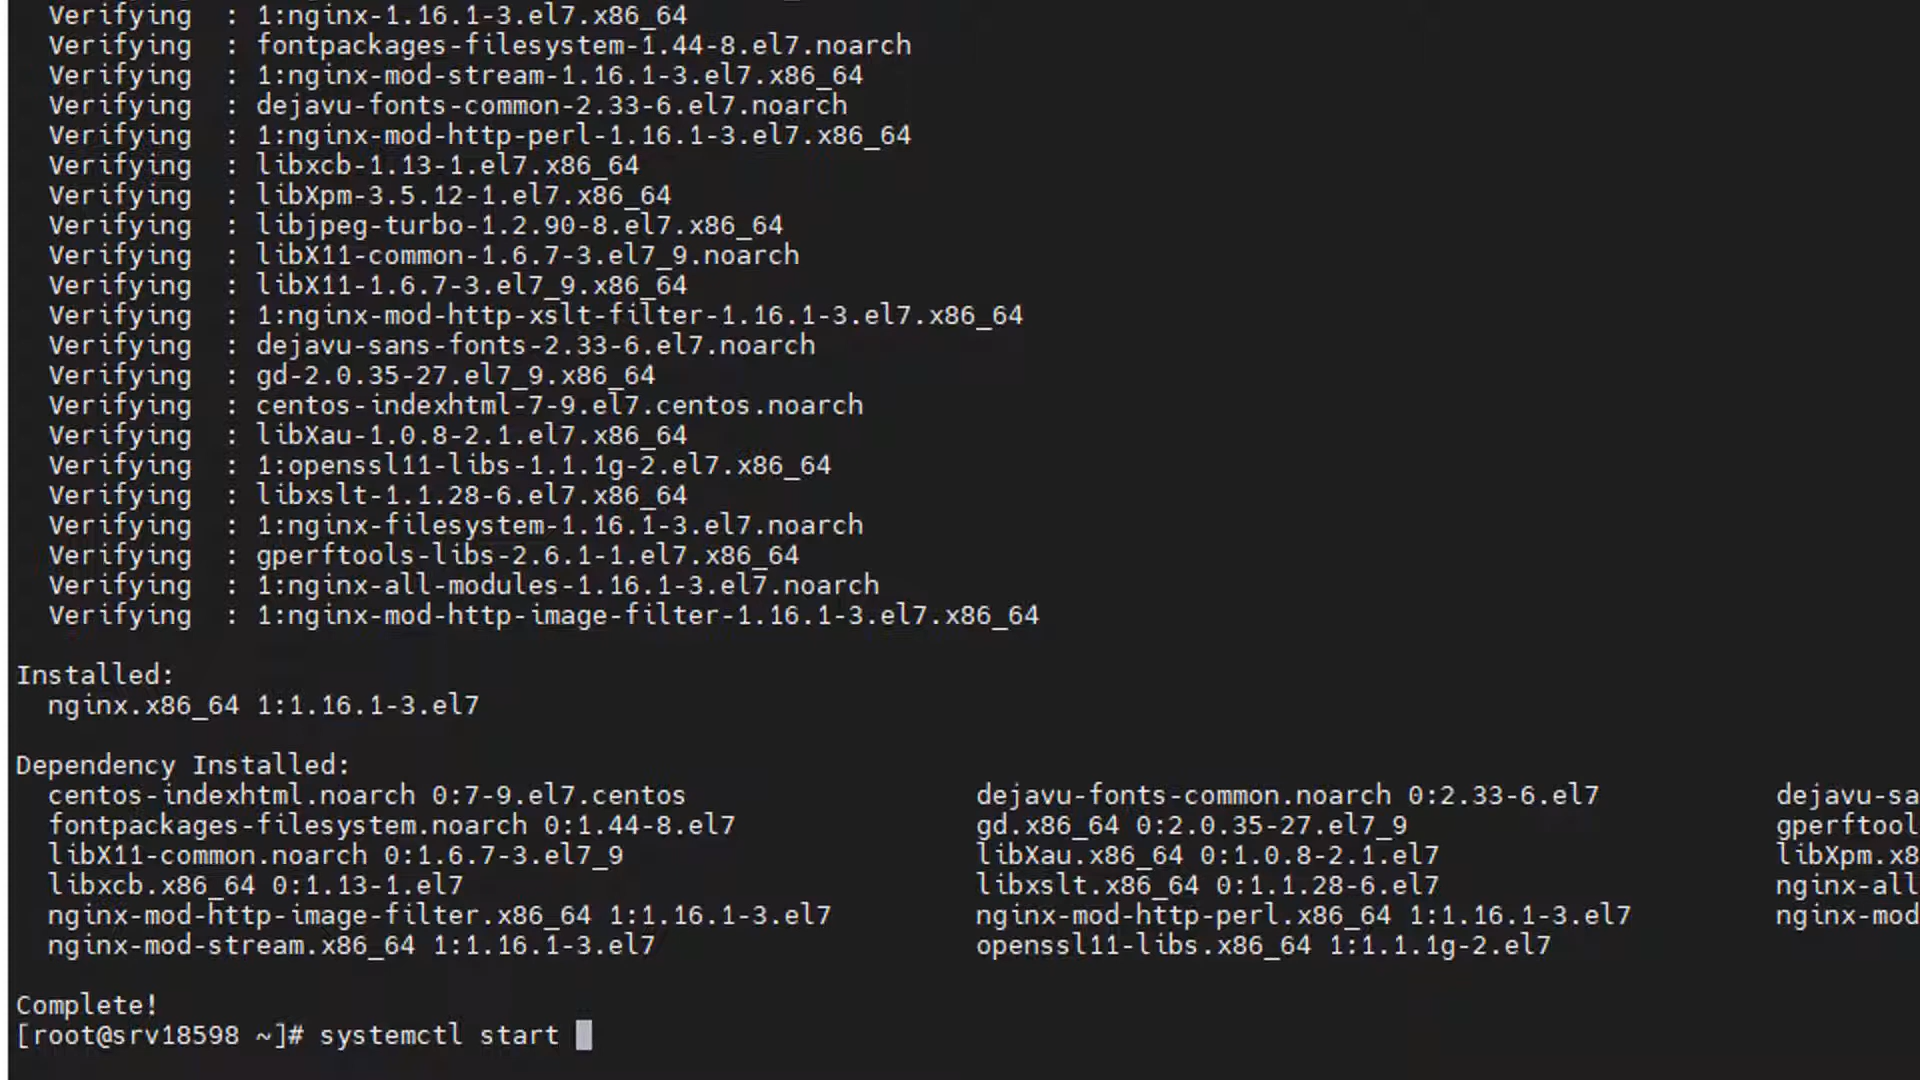 Verifying : 1:nginx-1.16.1-3.el7.x86_64
Verifying : fontpackages-filesystem-1.44-8.el7.noarch
Verifying : 1:nginx-mod-stream-1.16.1-3.el7.x86_64
Verifying : dejavu-fonts-common-2.33-6.el7.noarch
Verifying : 1:nginx-mod-http-perl-1.16.1-3.el7.x86_64
Verifying : libxcb-1.13-1.el7.x86_64
Verifying : libXpm-3.5.12-1.el7.x86_64
Verifying : libjpeg-turbo-1.2.90-8.el7.x86_64
Verifying : libX11-common-1.6.7-3.el7_9.noarch
Verifying : libX11-1.6.7-3.el7_9.x86_64
Verifying : 1:nginx-mod-http-xslt-filter-1.16.1-3.el7.x86_64
Verifying : dejavu-sans-fonts-2.33-6.el7.noarch
Verifying : gd-2.0.35-27.el7_9.x86_64
Verifying : centos-indexhtml-7-9.el7.centos.noarch
Verifying : libXau-1.0.8-2.1.el7.x86_64
Verifying : 1:openssl11-libs-1.1.1g-2.el7.x86_64
Verifying : libxslt-1.1.28-6.el7.x86_64
Verifying : 1:nginx-filesystem-1.16.1-3.el7.noarch
Verifying : gperftools-libs-2.6.1-1.el7.x86_64
Verifying : 1:nginx-all-modules-1.16.1-3.el7.noarch
Verifying : 1:nginx-mod-http-image-filter-1.16.1-3.el7.x86_64
Installed:
nginx.x86_64 1:1.16.1-3.el7
Dependency Installed:
centos-indexhtml.noarch 0:7-9.el7.centos dejavu-fonts-common.noarch 0:2.33-6.el7 dejavu-sa
fontpackages-filesystem.noarch 0:1.44-8.el7 gd.x86_64 0:2.0.35-27.el7_9 gperftool
libX11-common.noarch 0:1.6.7-3.el7_9 libXau.x86_64 0:1.0.8-2.1.el7 libXpm.x8
libxcb.x86_64 0:1.13-1.el7 libxslt.x86_64 0:1.1.28-6.el7 nginx-all
nginx-mod-http-image-filter.x86_64 1:1.16.1-3.el7 nginx-mod-http-perl.x86_64 1:1.16.1-3.el7 nginx-mod
nginx-mod-stream.x86_64 1:1.16.1-3.el7 openssl11-libs.x86_64 1:1.1.1g-2.el7
Complete!
[root@srv18598 ~]# systemctl start